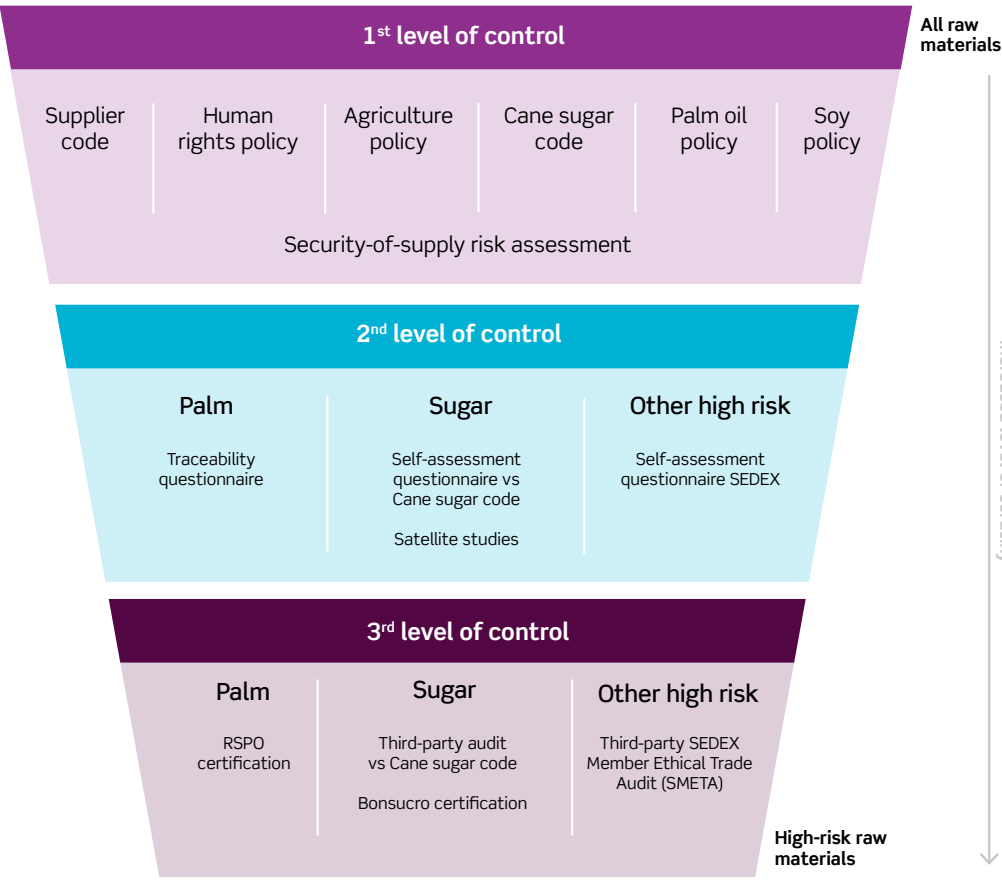 1st level of control
All raw
materials
Supplier
code
Human
rights policy
Agriculture
policy
Cane sugar
code
Palm oil
policy
Soy
policy
Security-of-supply risk assessment
2nd level of control
Palm
Traceability
questionnaire
Sugar
Self-assessment
questionnaire vs
Cane sugar code
Satellite studies
Other high risk
Self-assessment
questionnaire SEDEX
3rd level of control
Palm
RSPO
certification
Sugar
Third-party audit
vs Cane sugar code
Bonsucro certification
Other high risk
Third-party SEDEX
Member Ethical Trade
Audit (SMETA)
High-risk raw
materials